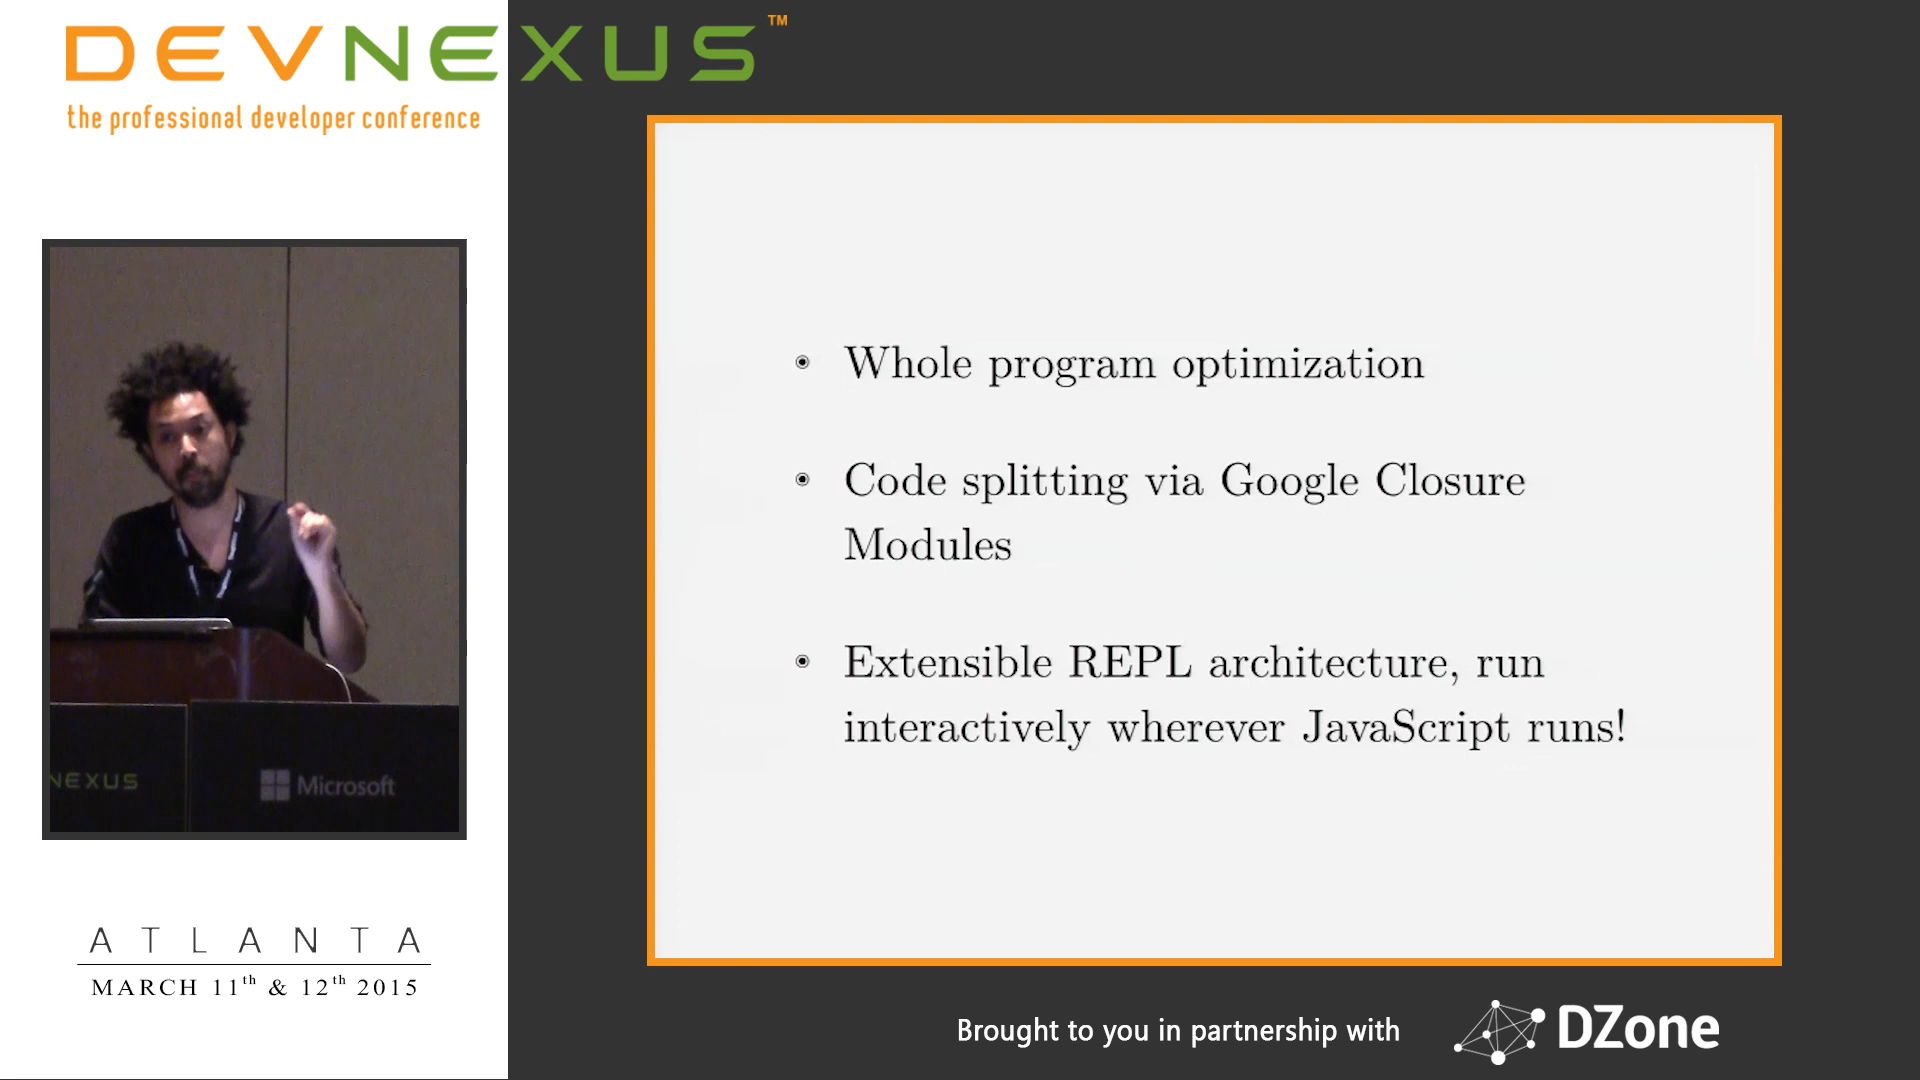 DEVNEXUS™
the professional developer conference
Whole program optimization
Code splitting via Google Closure
Modules
Extensible REPL architecture, run
interactively wherever JavaScript runs!
NEXUS
Microsoft
ATLANTA
MARCH 11th & 12th 2015
Brought to you in partnership with
DZone